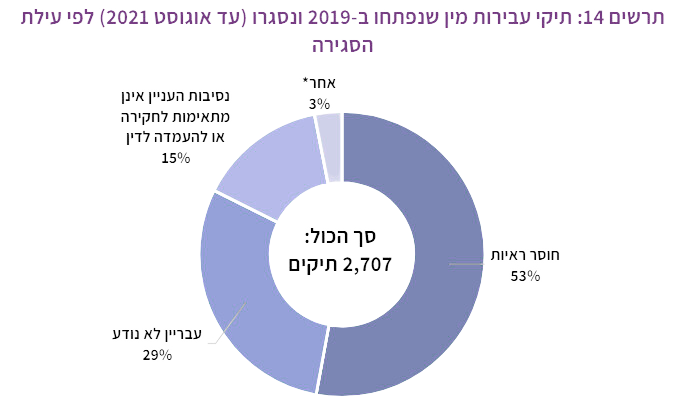 תרשים 14: תיקי עבירות מין שנפתחו ב-2019 ונסגרו (עד אוגוסט 2021) לפי עילת
הסגירה
אחר*
3%
נסיבות העניין אינן
מתאימות לחקירה
או להעמדה לדין
15%
סך הכול:
2,707 תיקים
חוסר ראיות
53%
עבריין לא נודע
29%